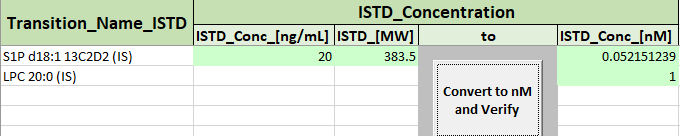 Transition_Name_ISTD
ISTD_Concentration
ISTD_Conc_[ng/mL] ISTD_[MW] to ISTD_Conc_[nM]
S1P d18:1 13C2D2 (IS) 20 383.5 0.052151239
LPC 20:0 (IS) 1
Convert to nM
and Verify